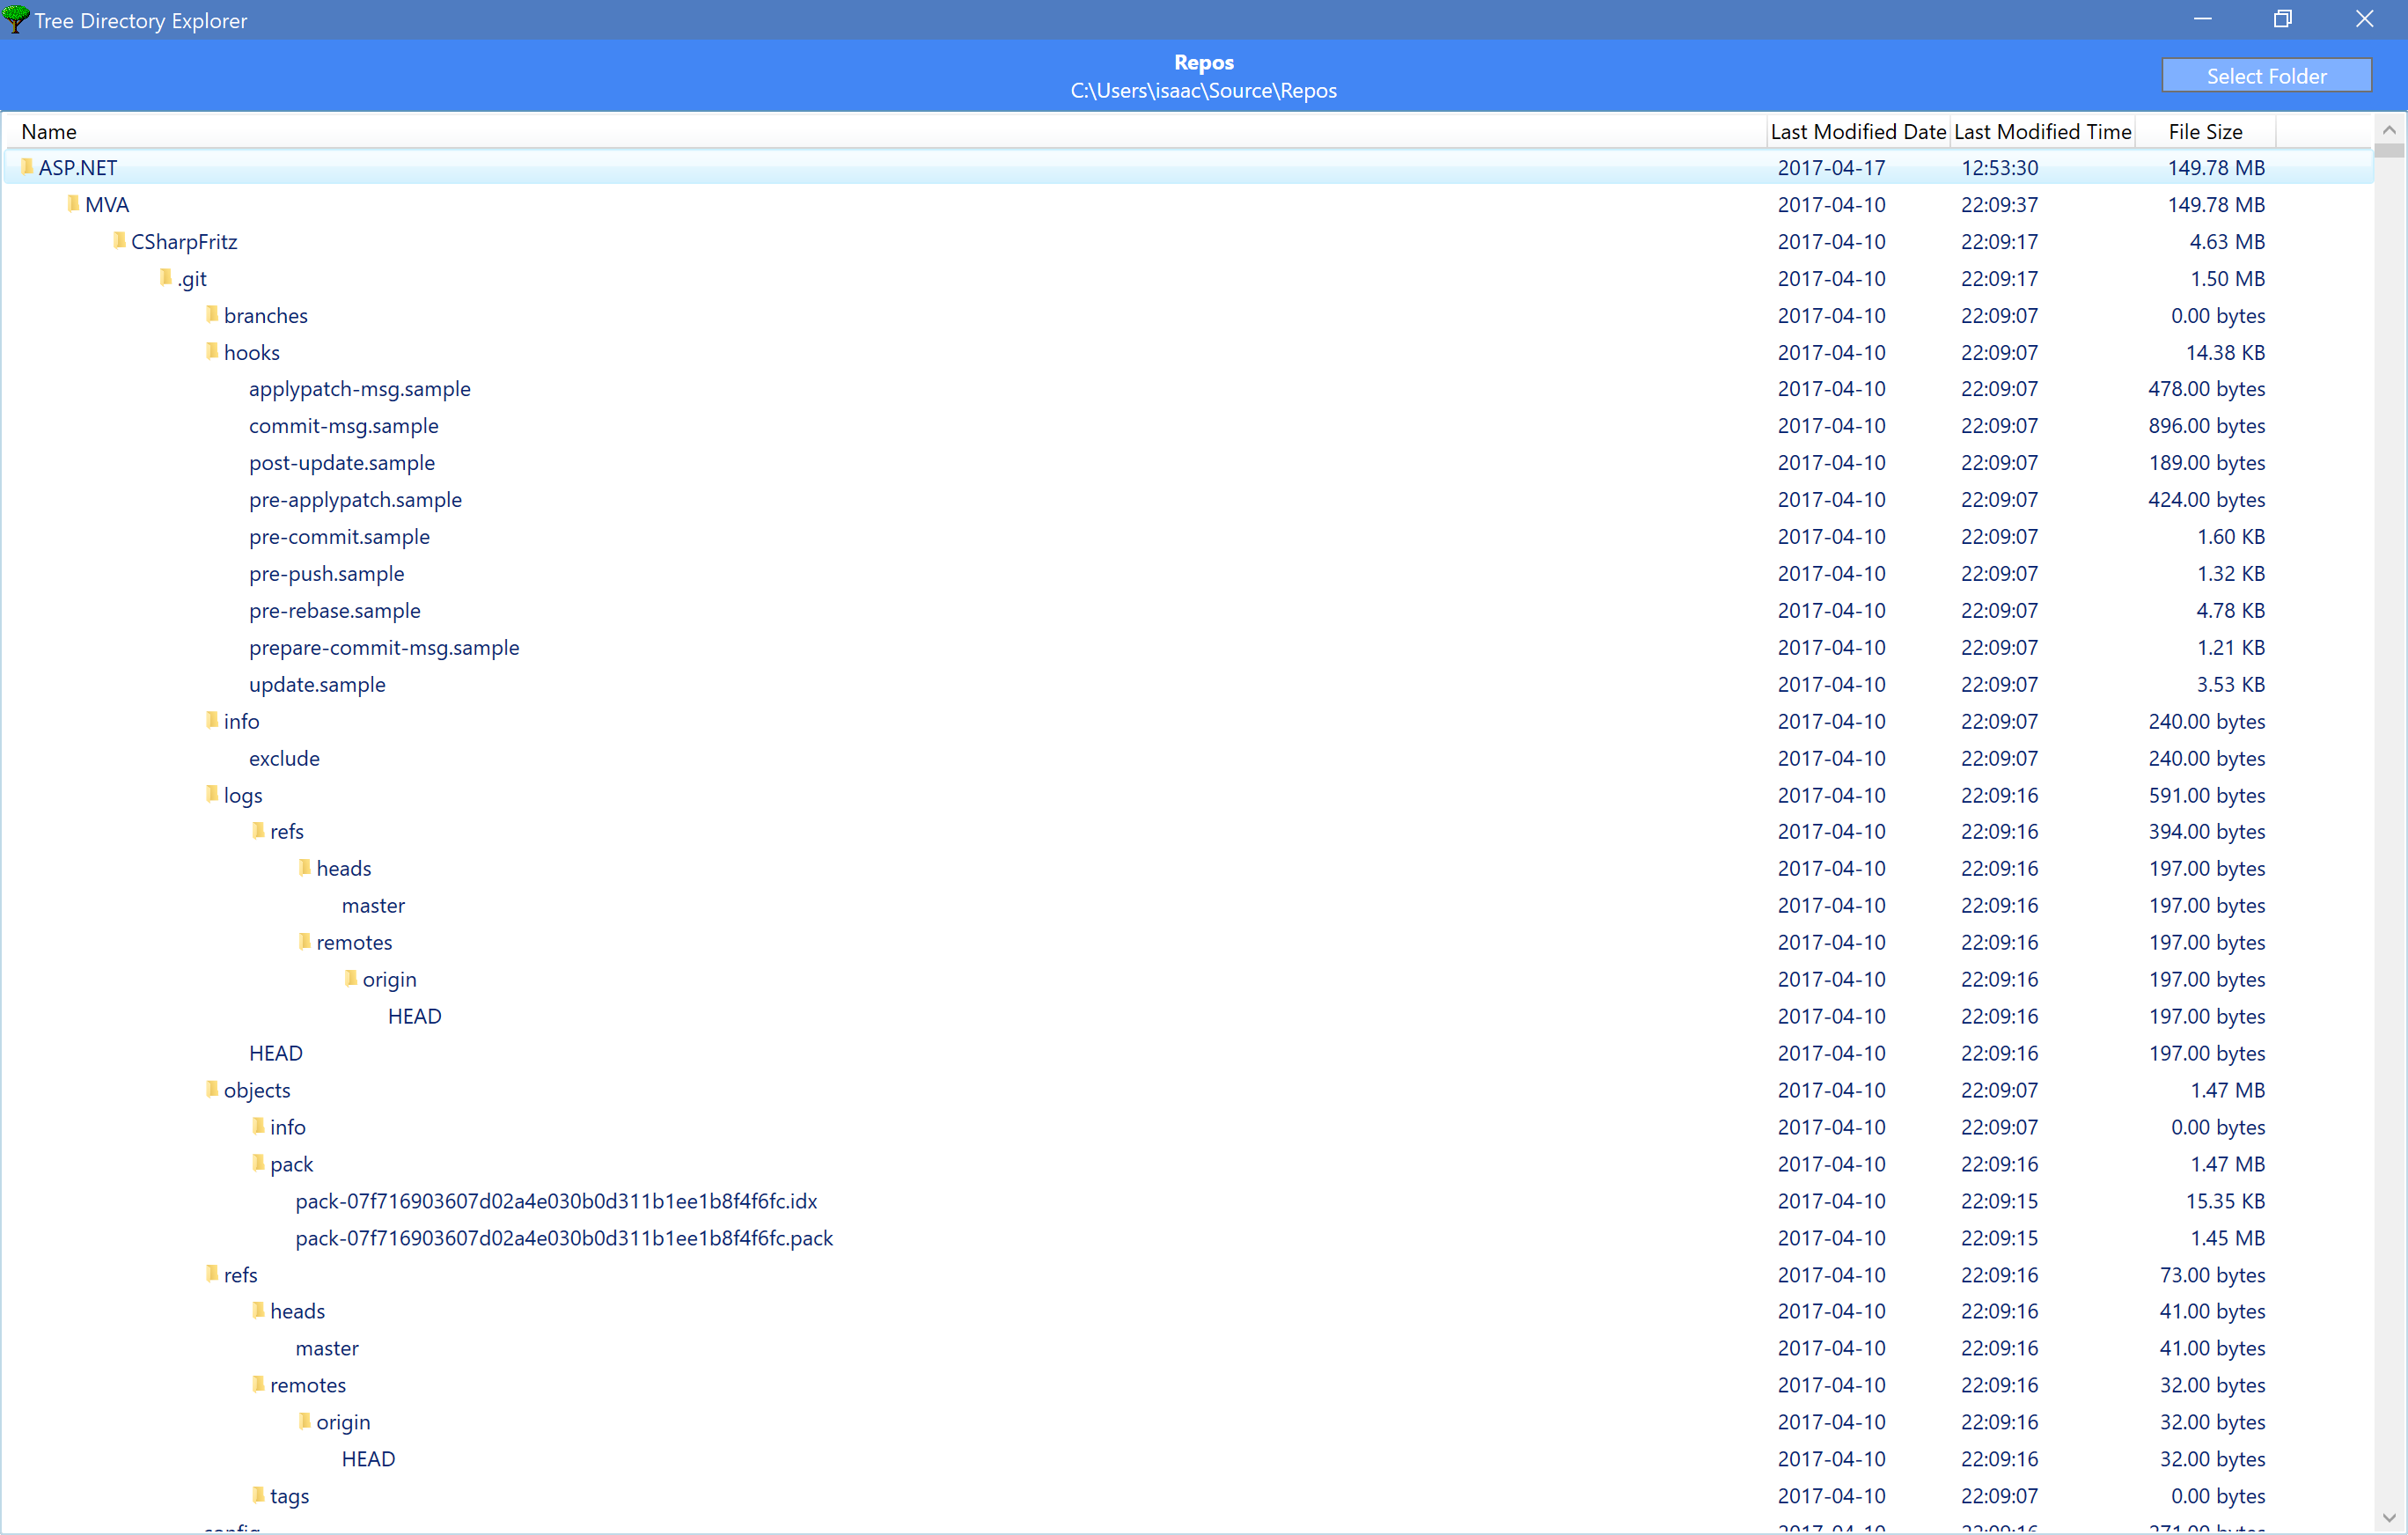 Tree Directory Explorer
Repos
C:\Users\isaac\Source\Repos
Select Folder
Name Last Modified Date Last Modified Time File Size
ASP.NET 2017-04-17 12:53:30 149.78 MB
MVA 2017-04-10 22:09:37 149.78 MB
CSharpFritz 2017-04-10 22:09:17 4.63 MB
.git 2017-04-10 22:09:17 1.50 MB
branches 2017-04-10 22:09:07 0.00 bytes
hooks 2017-04-10 22:09:07 14.38 KB
applypatch-msg.sample 2017-04-10 22:09:07 478.00 bytes
commit-msg.sample 2017-04-10 22:09:07 896.00 bytes
post-update.sample 2017-04-10 22:09:07 189.00 bytes
pre-applypatch.sample 2017-04-10 22:09:07 424.00 bytes
pre-commit.sample 2017-04-10 22:09:07 1.60 KB
pre-push.sample 2017-04-10 22:09:07 1.32 KB
pre-rebase.sample 2017-04-10 22:09:07 4.78 KB
prepare-commit-msg.sample 2017-04-10 22:09:07 1.21 KB
update.sample 2017-04-10 22:09:07 3.53 KB
info 2017-04-10 22:09:07 240.00 bytes
exclude 2017-04-10 22:09:07 240.00 bytes
logs 2017-04-10 22:09:16 591.00 bytes
refs 2017-04-10 22:09:16 394.00 bytes
heads 2017-04-10 22:09:16 197.00 bytes
master 2017-04-10 22:09:16 197.00 bytes
remotes 2017-04-10 22:09:16 197.00 bytes
origin 2017-04-10 22:09:16 197.00 bytes
HEAD 2017-04-10 22:09:16 197.00 bytes
HEAD 2017-04-10 22:09:16 197.00 bytes
objects 2017-04-10 22:09:07 1.47 MB
info 2017-04-10 22:09:07 0.00 bytes
pack 2017-04-10 22:09:16 1.47 MB
pack-07f716903607d02a4e030b0d311b1ee1b8f4f6fc.idx 2017-04-10 22:09:15 15.35 KB
pack-07f716903607d02a4e030b0d311b1ee1b8f4f6fc.pack 2017-04-10 22:09:15 1.45 MB
refs 2017-04-10 22:09:16 73.00 bytes
heads 2017-04-10 22:09:16 41.00 bytes
master 2017-04-10 22:09:16 41.00 bytes
remotes 2017-04-10 22:09:16 32.00 bytes
origin 2017-04-10 22:09:16 32.00 bytes
HEAD 2017-04-10 22:09:16 32.00 bytes
tags 2017-04-10 22:09:07 0.00 bytes